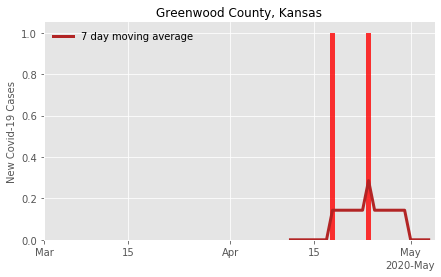 Greenwood County, Kansas
7 day moving average
New Covid-19 Cases
1.0
0.8
0.6
0.4
0.2
0.0
Mar
15
Apr
15
May
2020-May